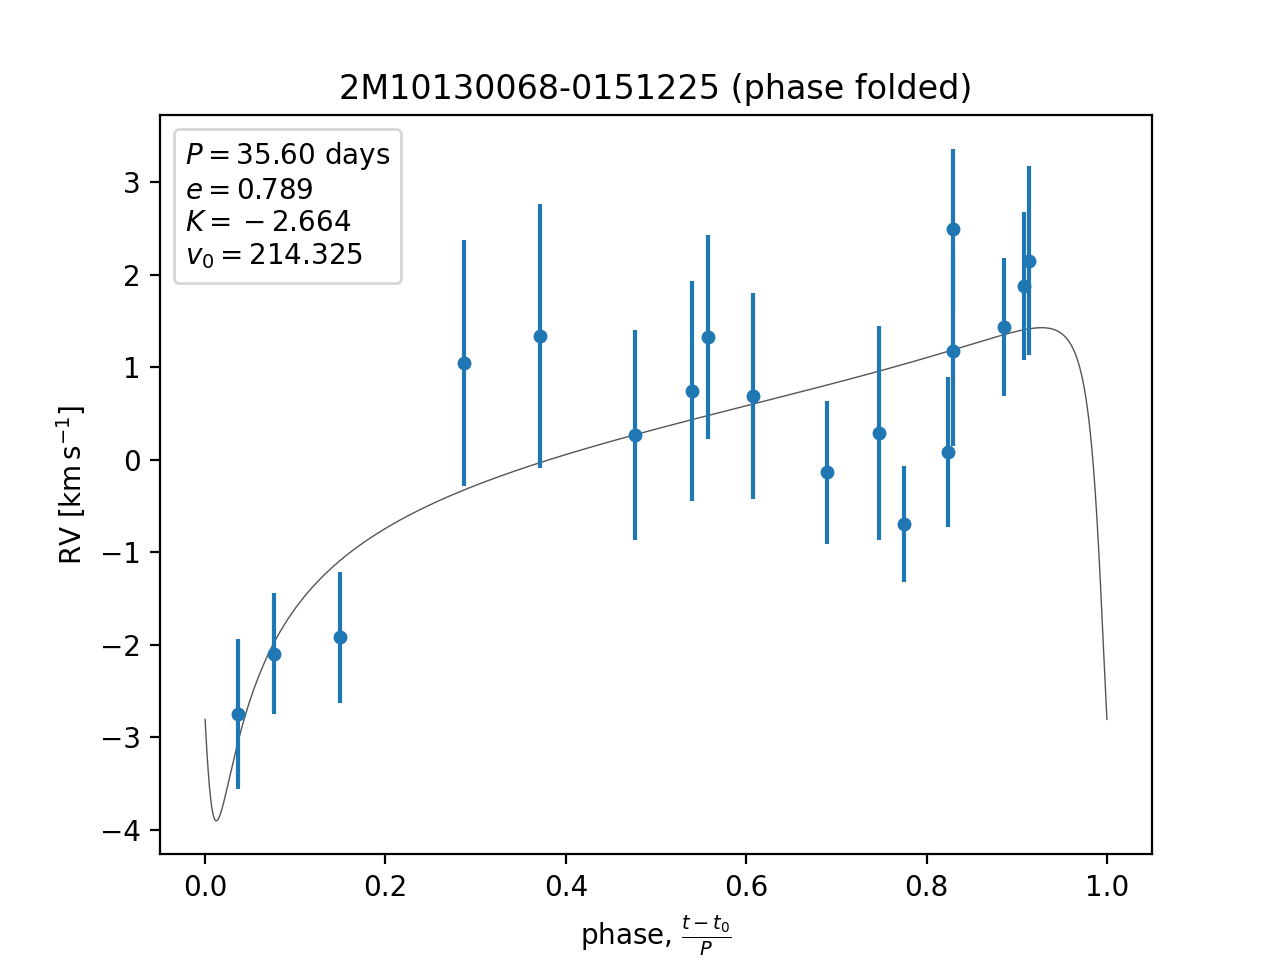 2M10130068-0151225 (phase folded)
P = 35.60 days
e = 0.789
K = −2.664
v₀ = 214.325
3
2
1
0
−1
−2
−3
−4
RV [km s⁻¹]
0.0 0.2 0.4 0.6 0.8 1.0
phase, (t − t₀)/P